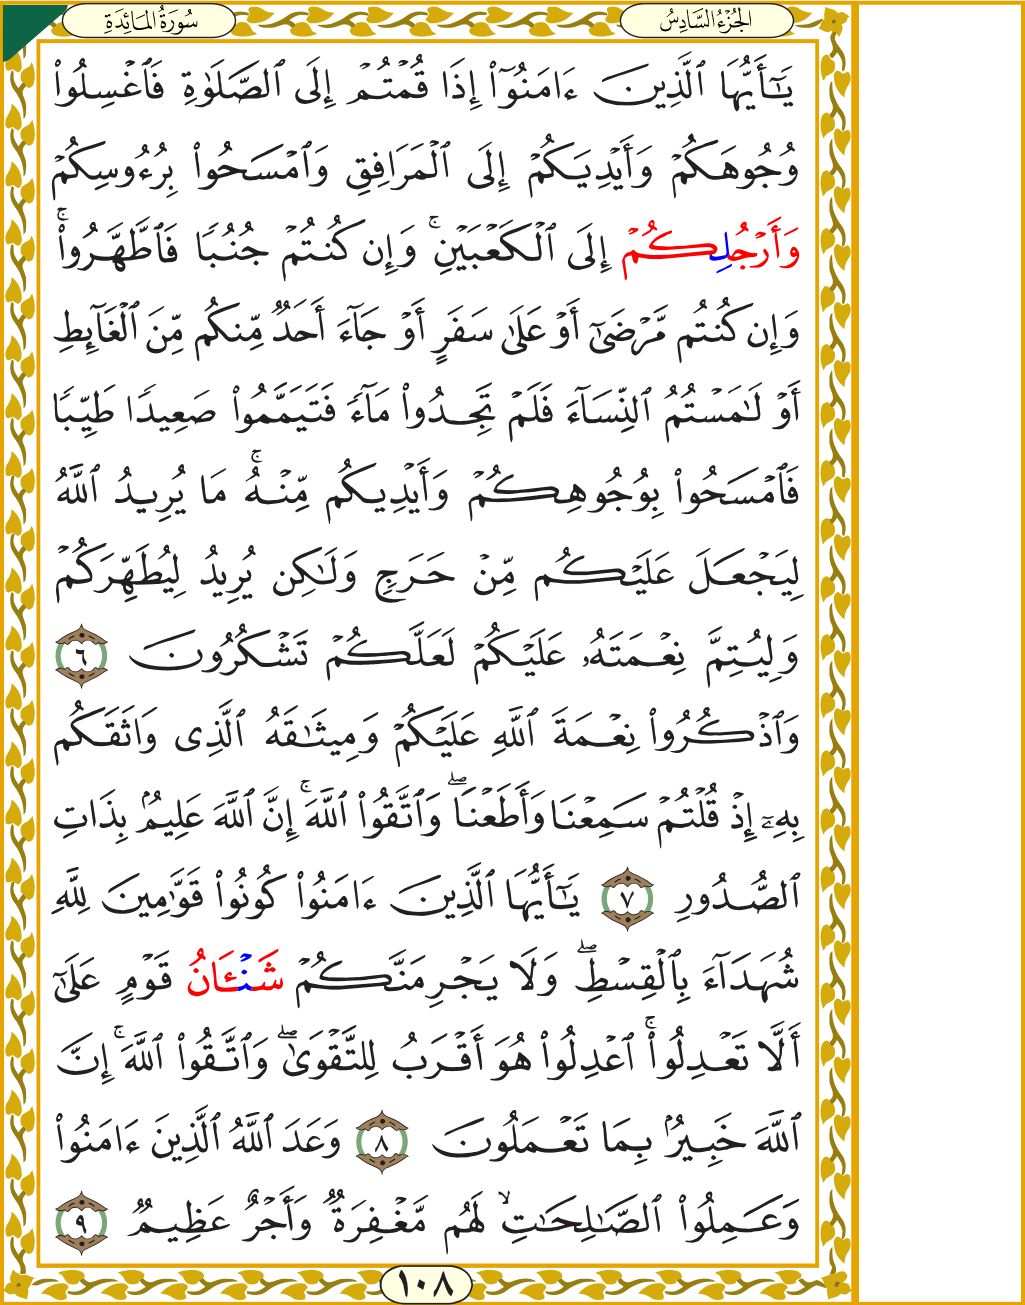 سُورَةُ المَائِدَةِ
الجُزْءُ السَّادِسُ
يَـٰٓأَيُّهَا ٱلَّذِينَ ءَامَنُوٓا۟ إِذَا قُمْتُمْ إِلَى ٱلصَّلَوٰةِ فَٱغْسِلُوا۟
وُجُوهَكُمْ وَأَيْدِيَكُمْ إِلَى ٱلْمَرَافِقِ وَٱمْسَحُوا۟ بِرُءُوسِكُمْ
وَأَرْجُلِكُمْ إِلَى ٱلْكَعْبَيْنِ ۚ وَإِن كُنتُمْ جُنُبًا فَٱطَّهَّرُوا۟ ۚ
وَإِن كُنتُم مَّرْضَىٰٓ أَوْ عَلَىٰ سَفَرٍ أَوْ جَآءَ أَحَدٌ مِّنكُم مِّنَ ٱلْغَآئِطِ
أَوْ لَـٰمَسْتُمُ ٱلنِّسَآءَ فَلَمْ تَجِدُوا۟ مَآءً فَتَيَمَّمُوا۟ صَعِيدًا طَيِّبًا
فَٱمْسَحُوا۟ بِوُجُوهِكُمْ وَأَيْدِيكُم مِّنْهُ ۚ مَا يُرِيدُ ٱللَّهُ
لِيَجْعَلَ عَلَيْكُم مِّنْ حَرَجٍ وَلَـٰكِن يُرِيدُ لِيُطَهِّرَكُمْ
وَلِيُتِمَّ نِعْمَتَهُۥ عَلَيْكُمْ لَعَلَّكُمْ تَشْكُرُونَ ٦
وَٱذْكُرُوا۟ نِعْمَةَ ٱللَّهِ عَلَيْكُمْ وَمِيثَـٰقَهُ ٱلَّذِى وَاثَقَكُم
بِهِۦٓ إِذْ قُلْتُمْ سَمِعْنَا وَأَطَعْنَا ۖ وَٱتَّقُوا۟ ٱللَّهَ ۚ إِنَّ ٱللَّهَ عَلِيمٌۢ بِذَاتِ
ٱلصُّدُورِ ٧ يَـٰٓأَيُّهَا ٱلَّذِينَ ءَامَنُوا۟ كُونُوا۟ قَوَّٰمِينَ لِلَّهِ
شُهَدَآءَ بِٱلْقِسْطِ ۖ وَلَا يَجْرِمَنَّكُمْ شَنْـَٔانُ قَوْمٍ عَلَىٰٓ
أَلَّا تَعْدِلُوا۟ ۚ ٱعْدِلُوا۟ هُوَ أَقْرَبُ لِلتَّقْوَىٰ ۖ وَٱتَّقُوا۟ ٱللَّهَ ۚ إِنَّ
ٱللَّهَ خَبِيرٌۢ بِمَا تَعْمَلُونَ ٨ وَعَدَ ٱللَّهُ ٱلَّذِينَ ءَامَنُوا۟
وَعَمِلُوا۟ ٱلصَّـٰلِحَـٰتِ ۙ لَهُم مَّغْفِرَةٌ وَأَجْرٌ عَظِيمٌ ٩
١٠٨